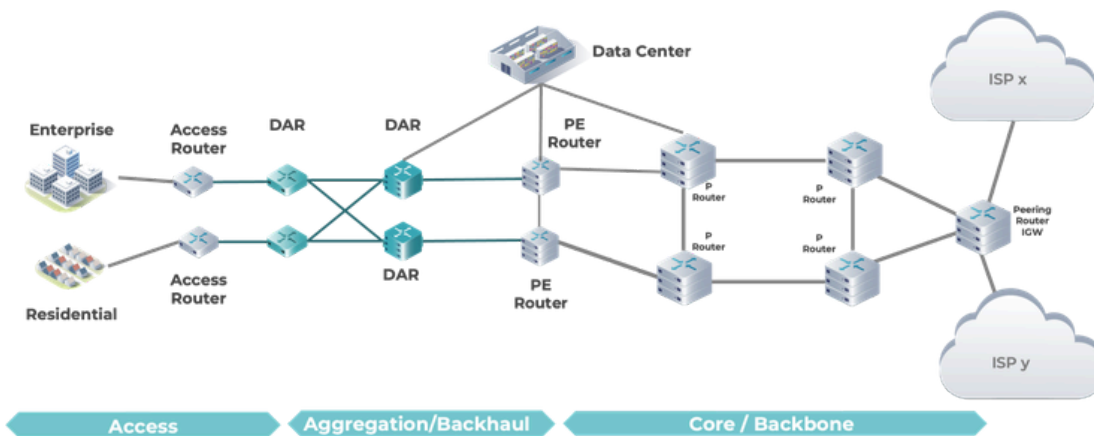 Data Center
ISP x
Enterprise
Access
Router
DAR
DAR
PE
Router
P
Router
P
Router
Peering
Router
IGW
P
Router
P
Router
Residential
Access
Router
DAR
PE
Router
ISP y
Access
Aggregation/Backhaul
Core / Backbone